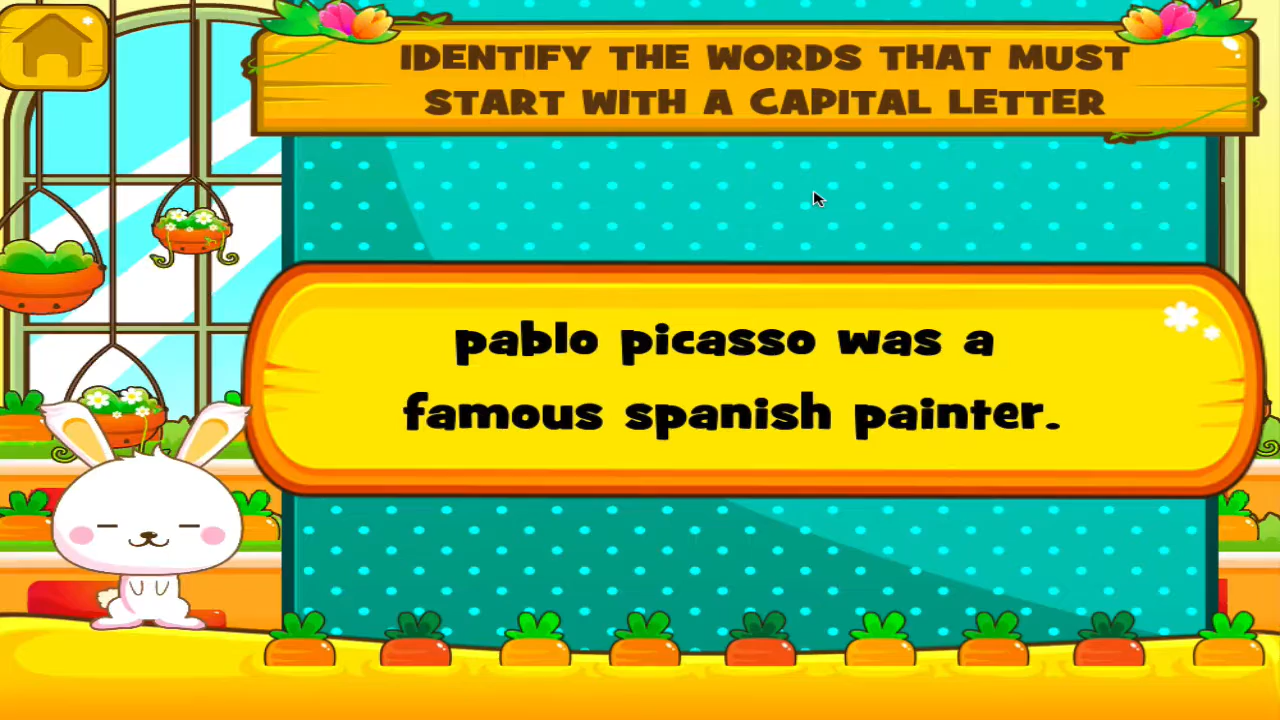 IDENTIFY THE WORDS THAT MUST
START WITH A CAPITAL LETTER
pablo picasso was a
famous spanish painter.